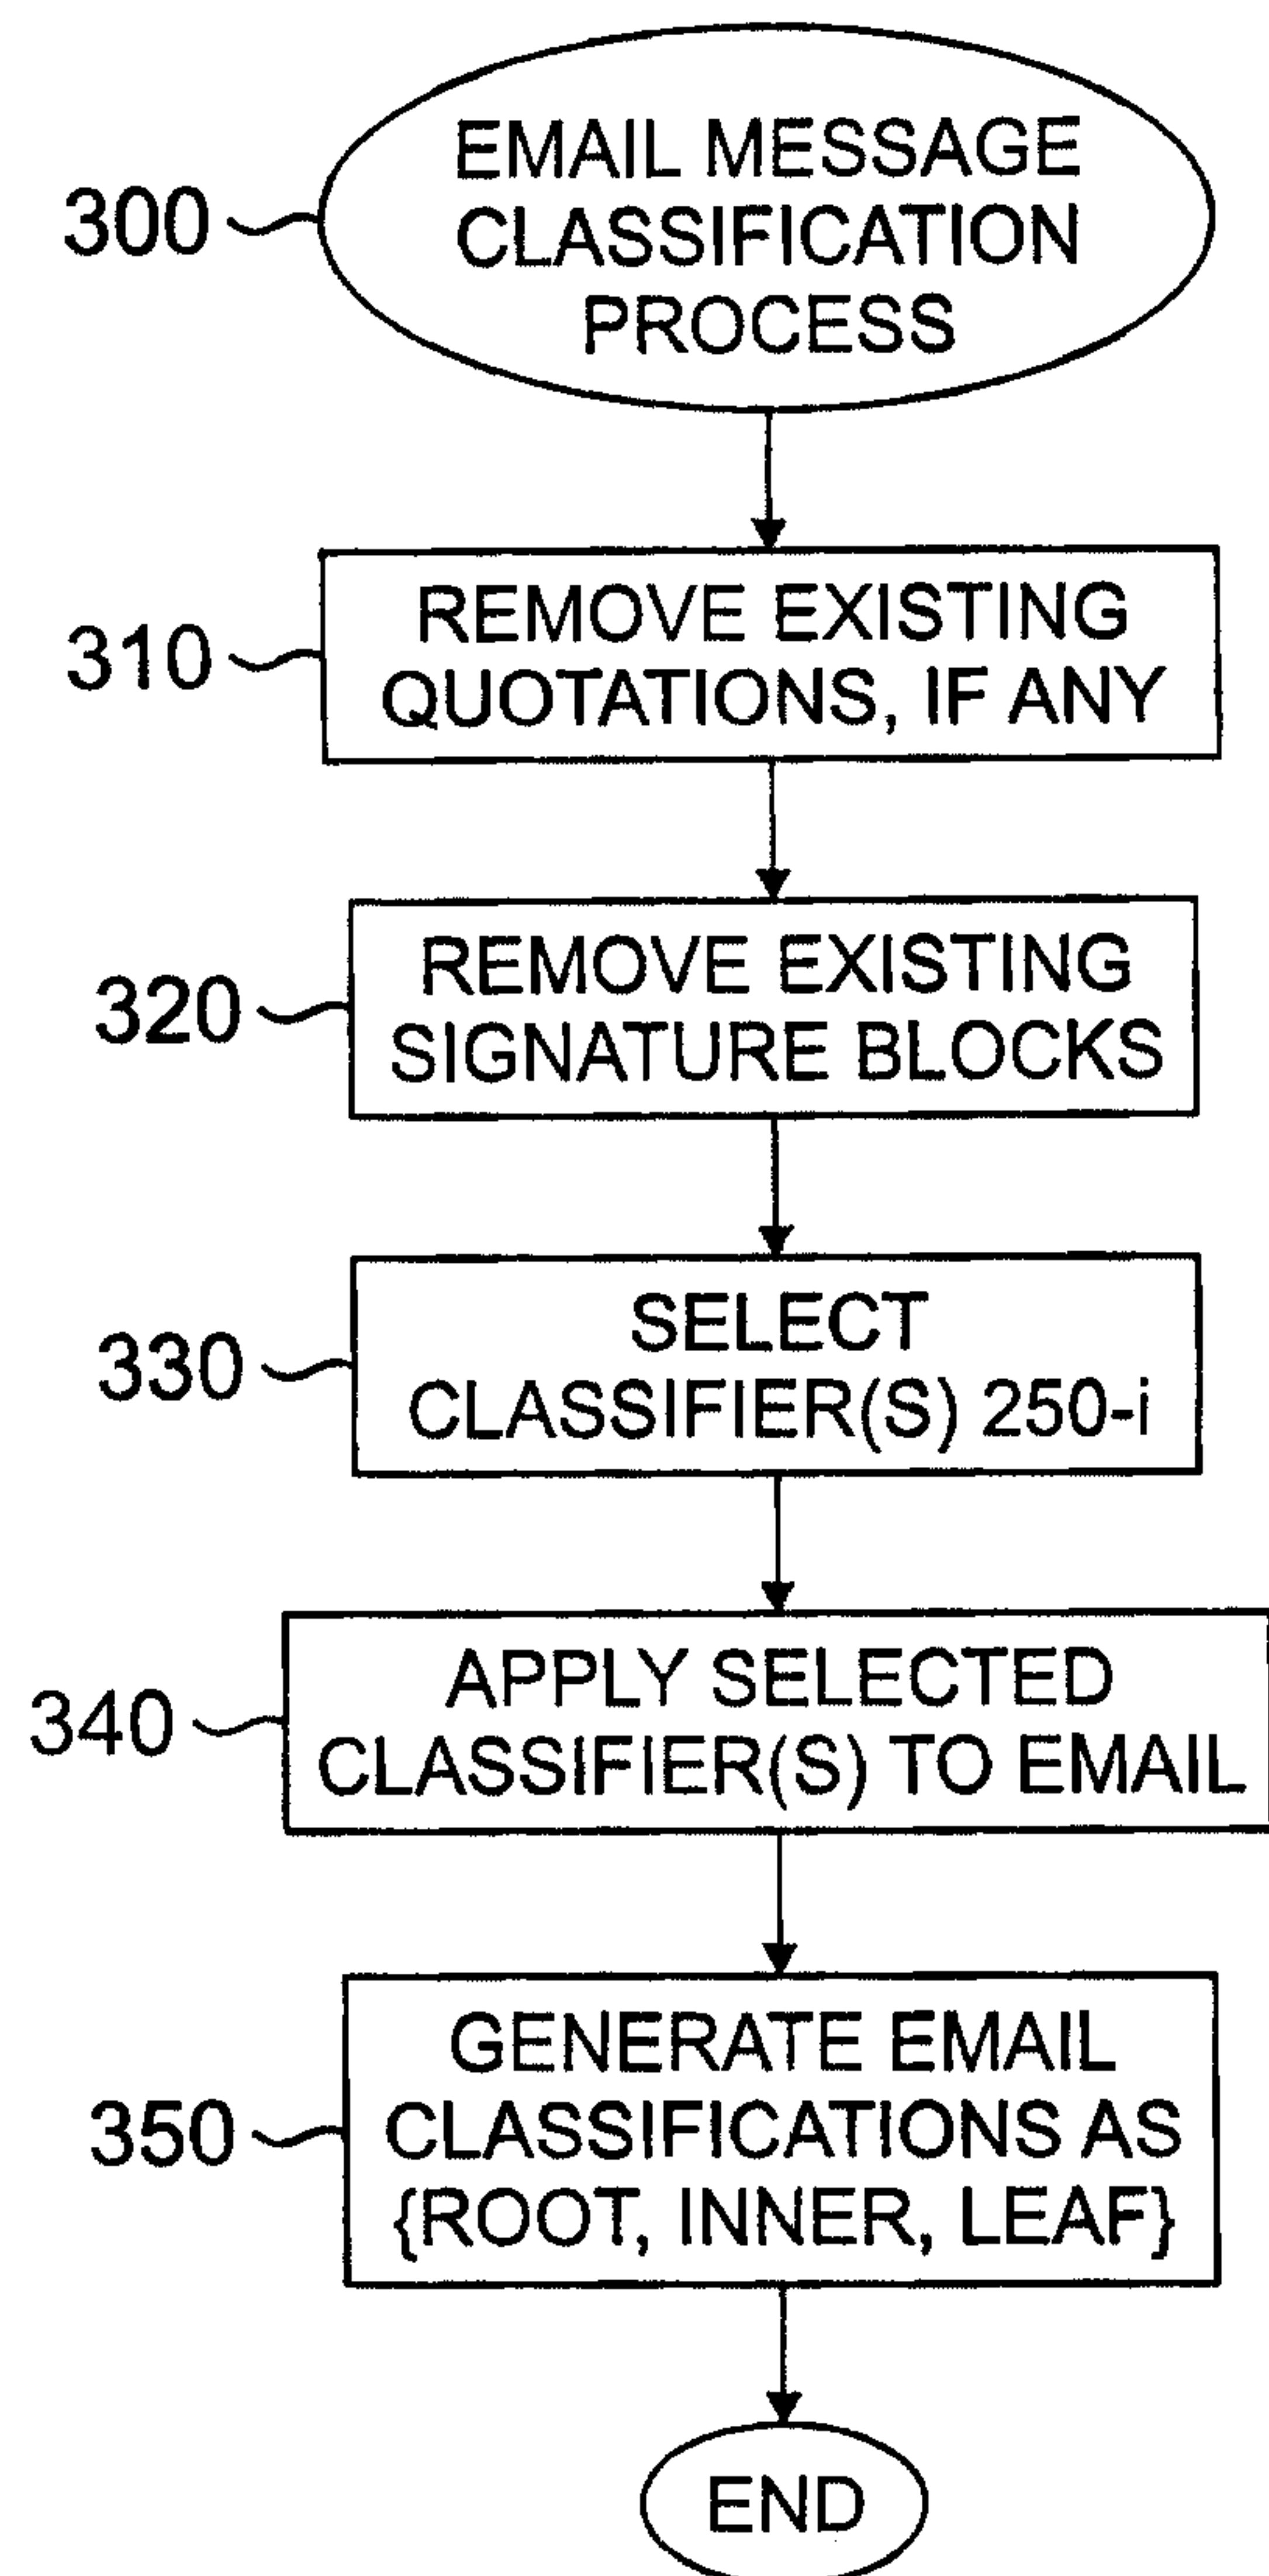 EMAIL MESSAGE
CLASSIFICATION
PROCESS
300
REMOVE EXISTING
QUOTATIONS, IF ANY
310
REMOVE EXISTING
SIGNATURE BLOCKS
320
SELECT
CLASSIFIER(S) 250-i
330
APPLY SELECTED
CLASSIFIER(S) TO EMAIL
340
GENERATE EMAIL
CLASSIFICATIONS AS
{ROOT, INNER, LEAF}
350
END